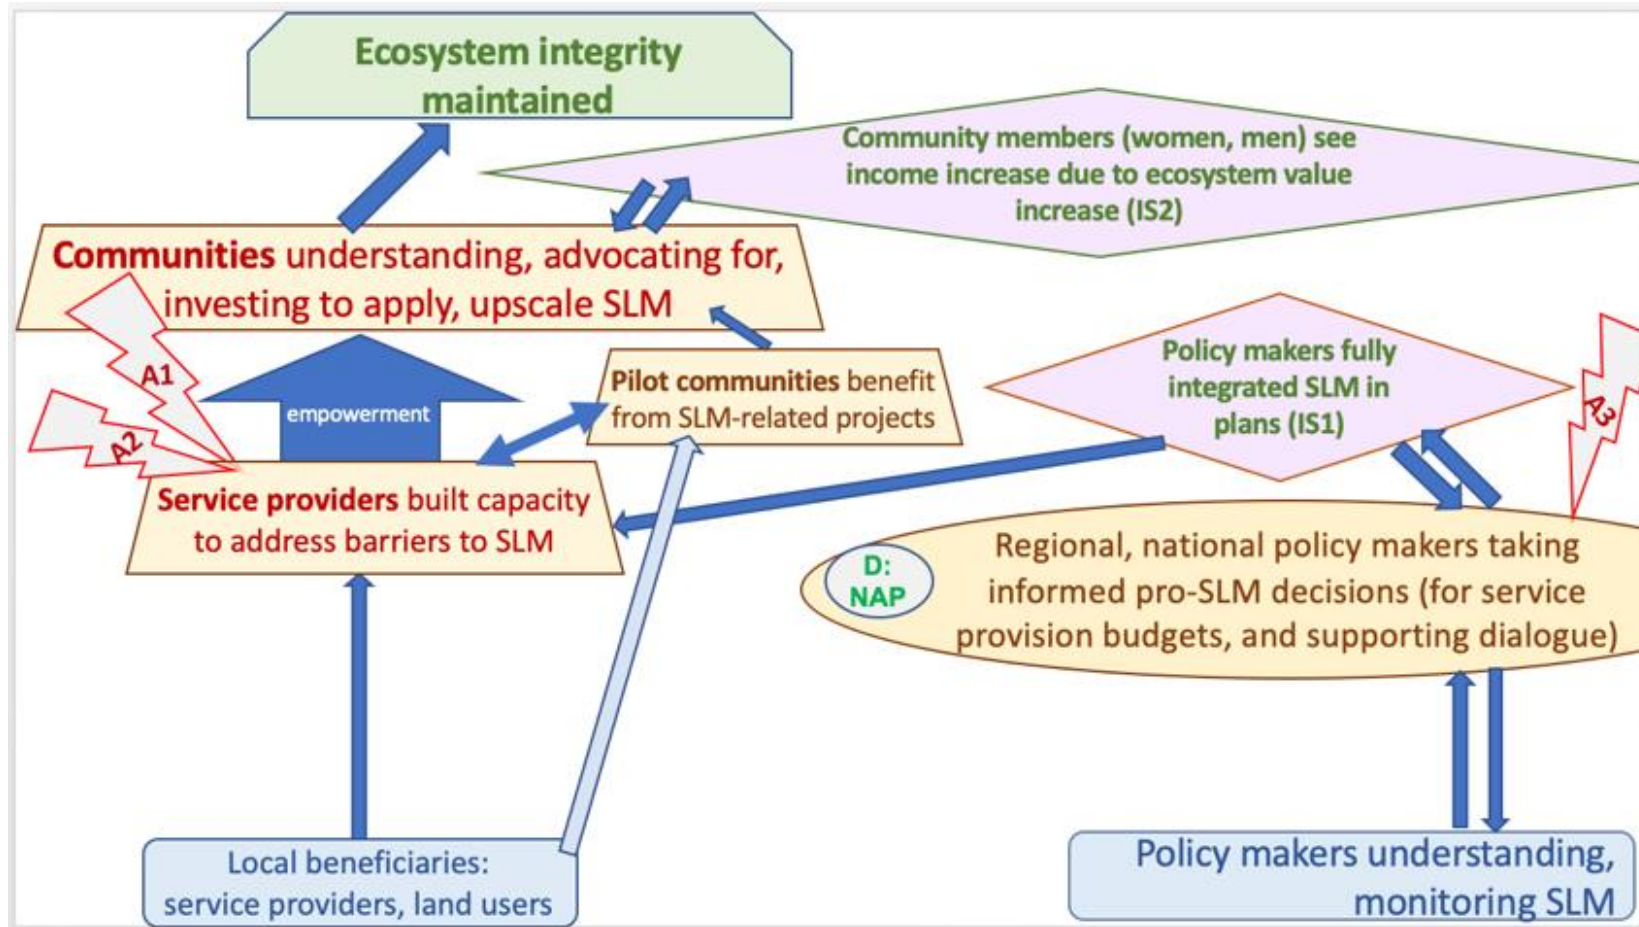 Ecosystem integrity
maintained
Community members (women, men) see
income increase due to ecosystem value
increase (IS2)
Communities understanding, advocating for,
investing to apply, upscale SLM
A1
A2
empowerment
Pilot communities benefit
from SLM-related projects
Policy makers fully
integrated SLM in
plans (IS1)
A3
Service providers built capacity
to address barriers to SLM
D:
NAP
Regional, national policy makers taking
informed pro-SLM decisions (for service
provision budgets, and supporting dialogue)
Local beneficiaries:
service providers, land users
Policy makers understanding,
monitoring SLM